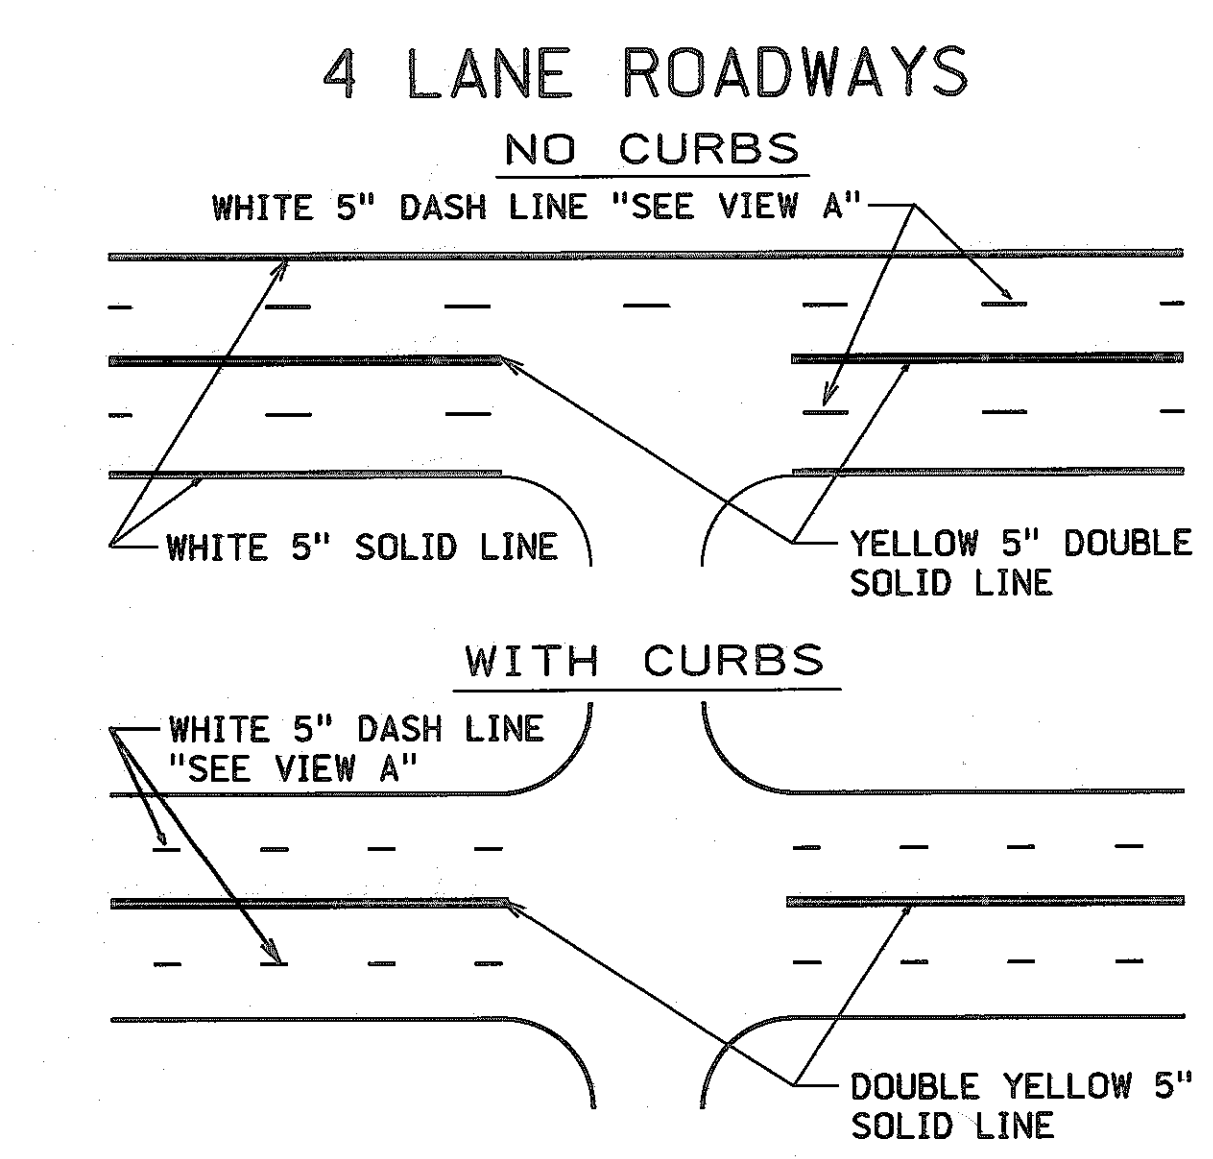 4 LANE ROADWAYS
NO CURBS
WHITE 5" DASH LINE "SEE VIEW A"
WHITE 5" SOLID LINE
YELLOW 5" DOUBLE
SOLID LINE
WITH CURBS
WHITE 5" DASH LINE
"SEE VIEW A"
DOUBLE YELLOW 5"
SOLID LINE